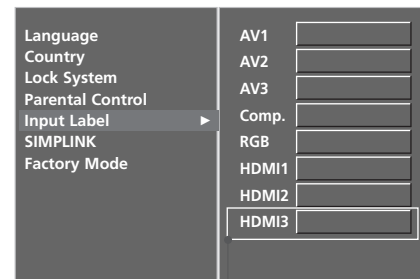 Language
Country
Lock System
Parental Control
Input Label ►
SIMPLINK
Factory Mode
AV1
AV2
AV3
Comp.
RGB
HDMI1
HDMI2
HDMI3